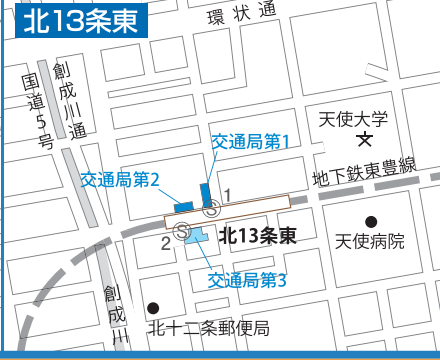 北13条東
環状通
国道5号
創成川通
天使大学
交通局第1
交通局第2
地下鉄東豊線
S 1
S
2
北13条東
天使病院
交通局第3
創成川
北十二条郵便局